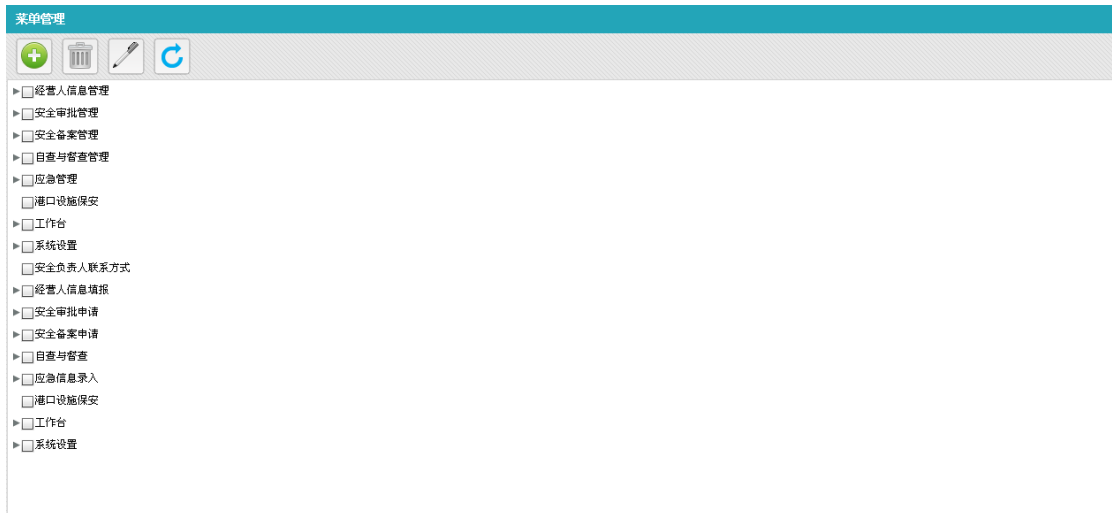 菜单管理
经营人信息管理
安全审批管理
安全备案管理
自查与督查管理
应急管理
港口设施保安
工作台
系统设置
安全负责人联系方式
经营人信息填报
安全审批申请
安全备案申请
自查与督查
应急信息录入
港口设施保安
工作台
系统设置